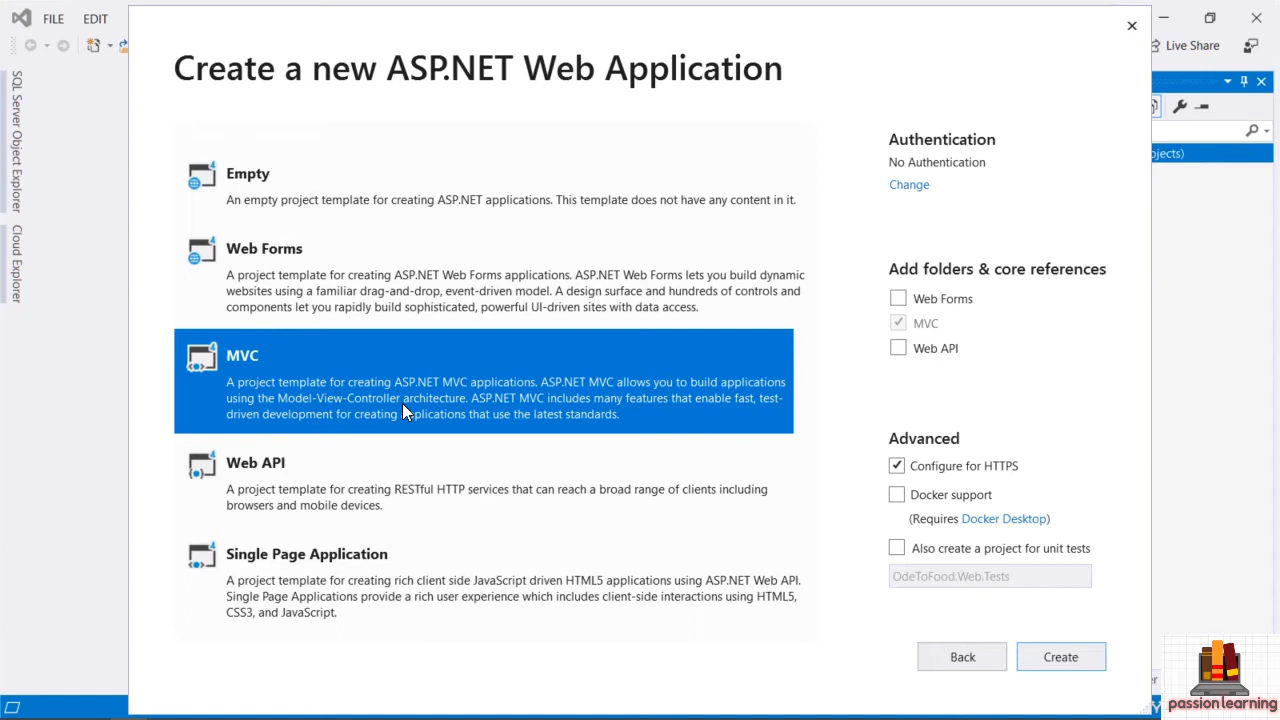 FILE
EDIT
Live Share
SQL Server Object Explorer
Cloud Explorer
Create a new ASP.NET Web Application
Empty
An empty project template for creating ASP.NET applications. This template does not have any content in it.
Web Forms
A project template for creating ASP.NET Web Forms applications. ASP.NET Web Forms lets you build dynamic
websites using a familiar drag-and-drop, event-driven model. A design surface and hundreds of controls and
components let you rapidly build sophisticated, powerful UI-driven sites with data access.
MVC
A project template for creating ASP.NET MVC applications. ASP.NET MVC allows you to build applications
using the Model-View-Controller architecture. ASP.NET MVC includes many features that enable fast, test-
driven development for creating applications that use the latest standards.
Web API
A project template for creating RESTful HTTP services that can reach a broad range of clients including
browsers and mobile devices.
Single Page Application
A project template for creating rich client side JavaScript driven HTML5 applications using ASP.NET Web API.
Single Page Applications provide a rich user experience which includes client-side interactions using HTML5,
CSS3, and JavaScript.
Authentication
No Authentication
Change
Add folders & core references
Web Forms
MVC
Web API
Advanced
Configure for HTTPS
Docker support
(Requires Docker Desktop)
Also create a project for unit tests
OdeToFood.Web.Tests
Back
Create
passion learning